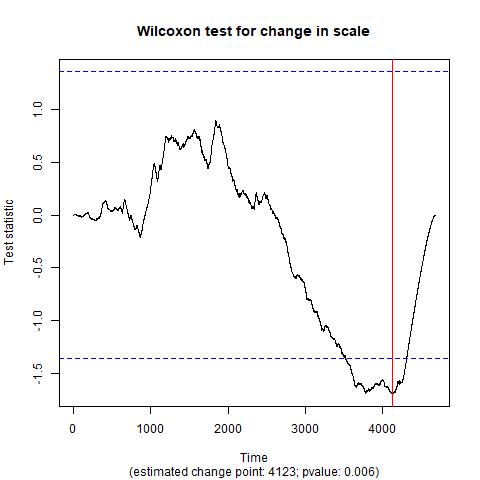 Wilcoxon test for change in scale
Test statistic
1.0
0.5
0.0
-0.5
-1.0
-1.5
0 1000 2000 3000 4000
Time
(estimated change point: 4123; pvalue: 0.006)